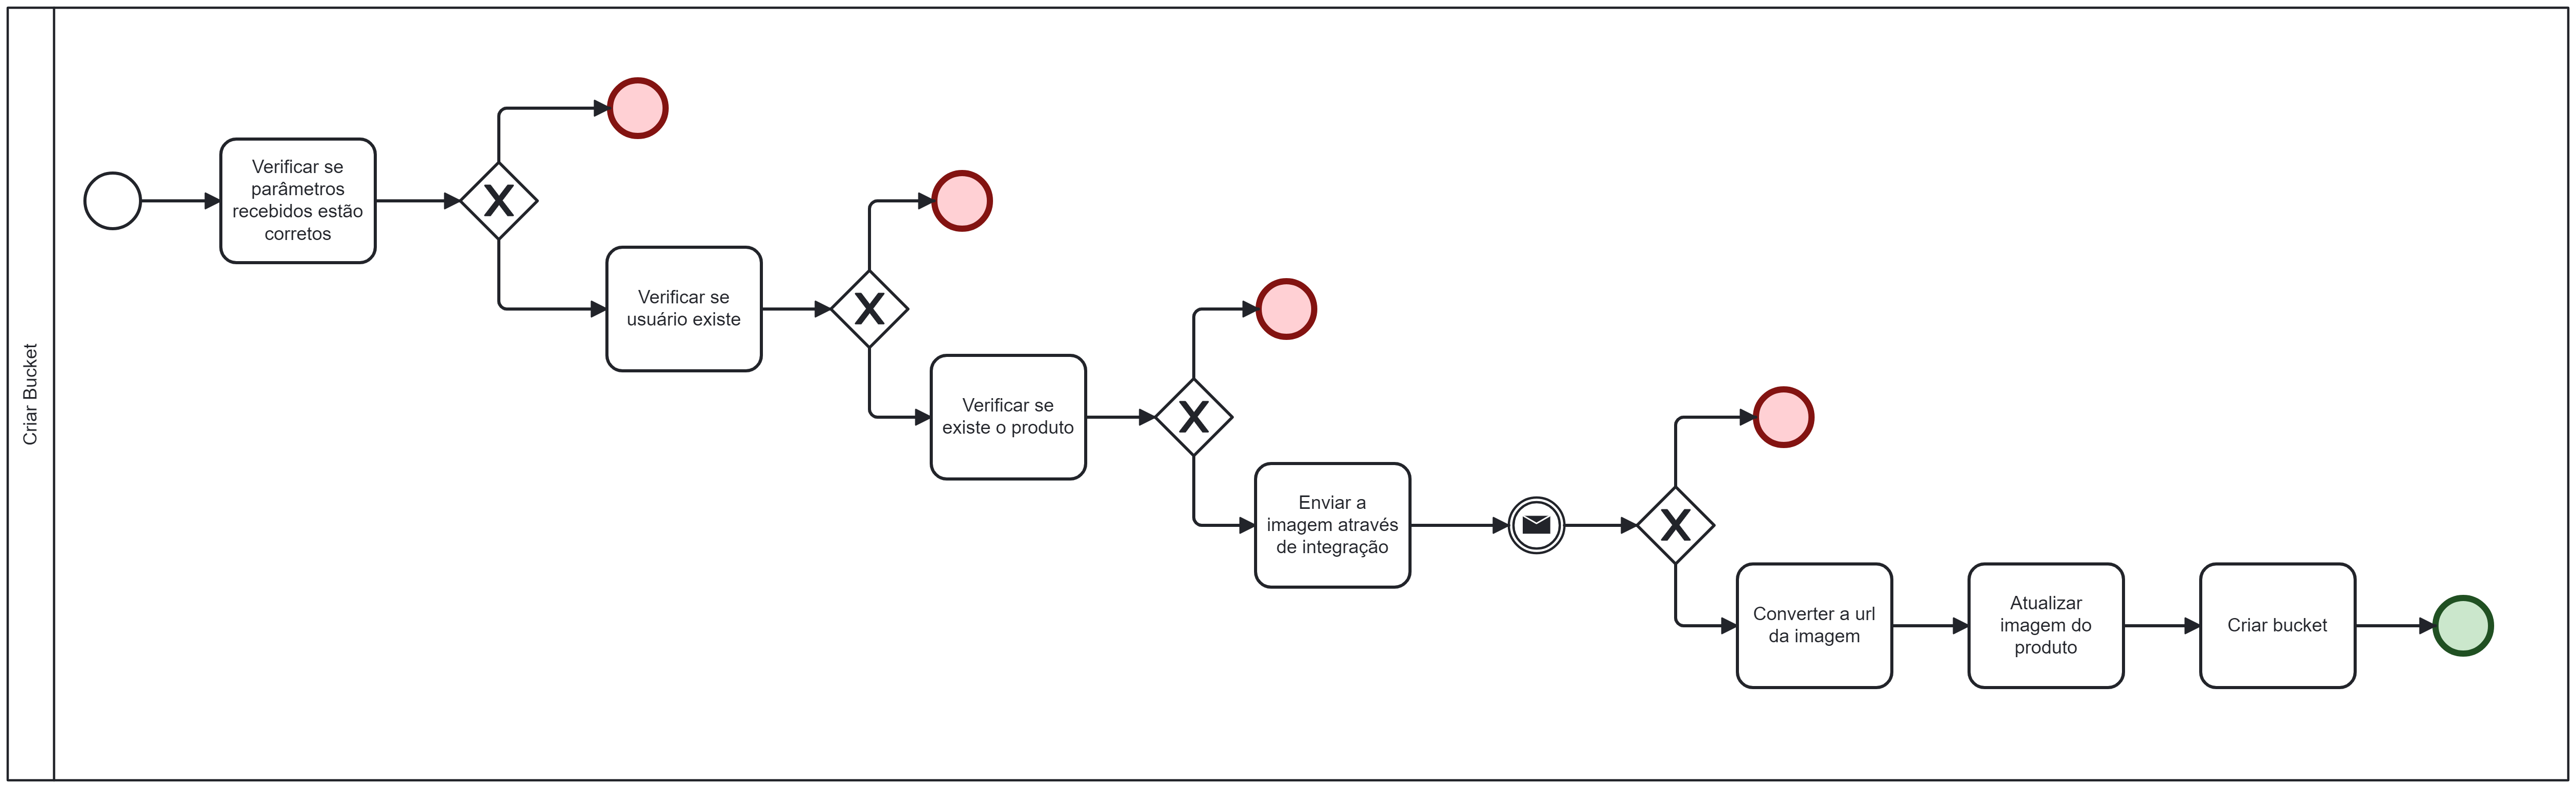 Criar Bucket
Verificar se
parâmetros
recebidos estão
corretos
Verificar se
usuário existe
Verificar se
existe o produto
Enviar a
imagem através
de integração
Converter a url
da imagem
Atualizar
imagem do
produto
Criar bucket